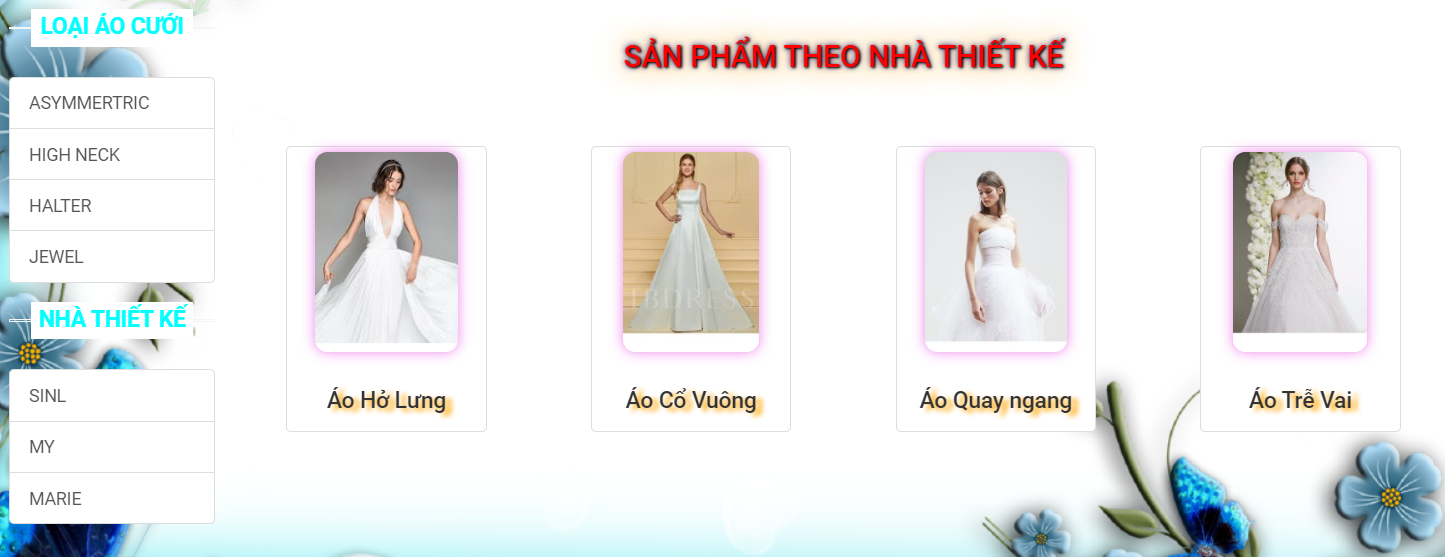 LOẠI ÁO CƯỚI
ASYMMERTRIC
HIGH NECK
HALTER
JEWEL
NHÀ THIẾT KẾ
SINL
MY
MARIE
SẢN PHẨM THEO NHÀ THIẾT KẾ
IBDRESS
Áo Hở Lưng
Áo Cổ Vuông
Áo Quay ngang
Áo Trễ Vai